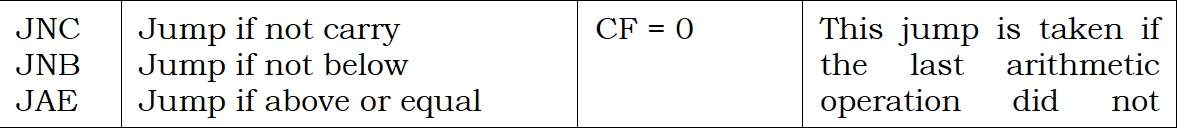 JNC Jump if not carry CF = 0 This jump is taken if
JNB Jump if not below the last arithmetic
JAE Jump if above or equal operation did not